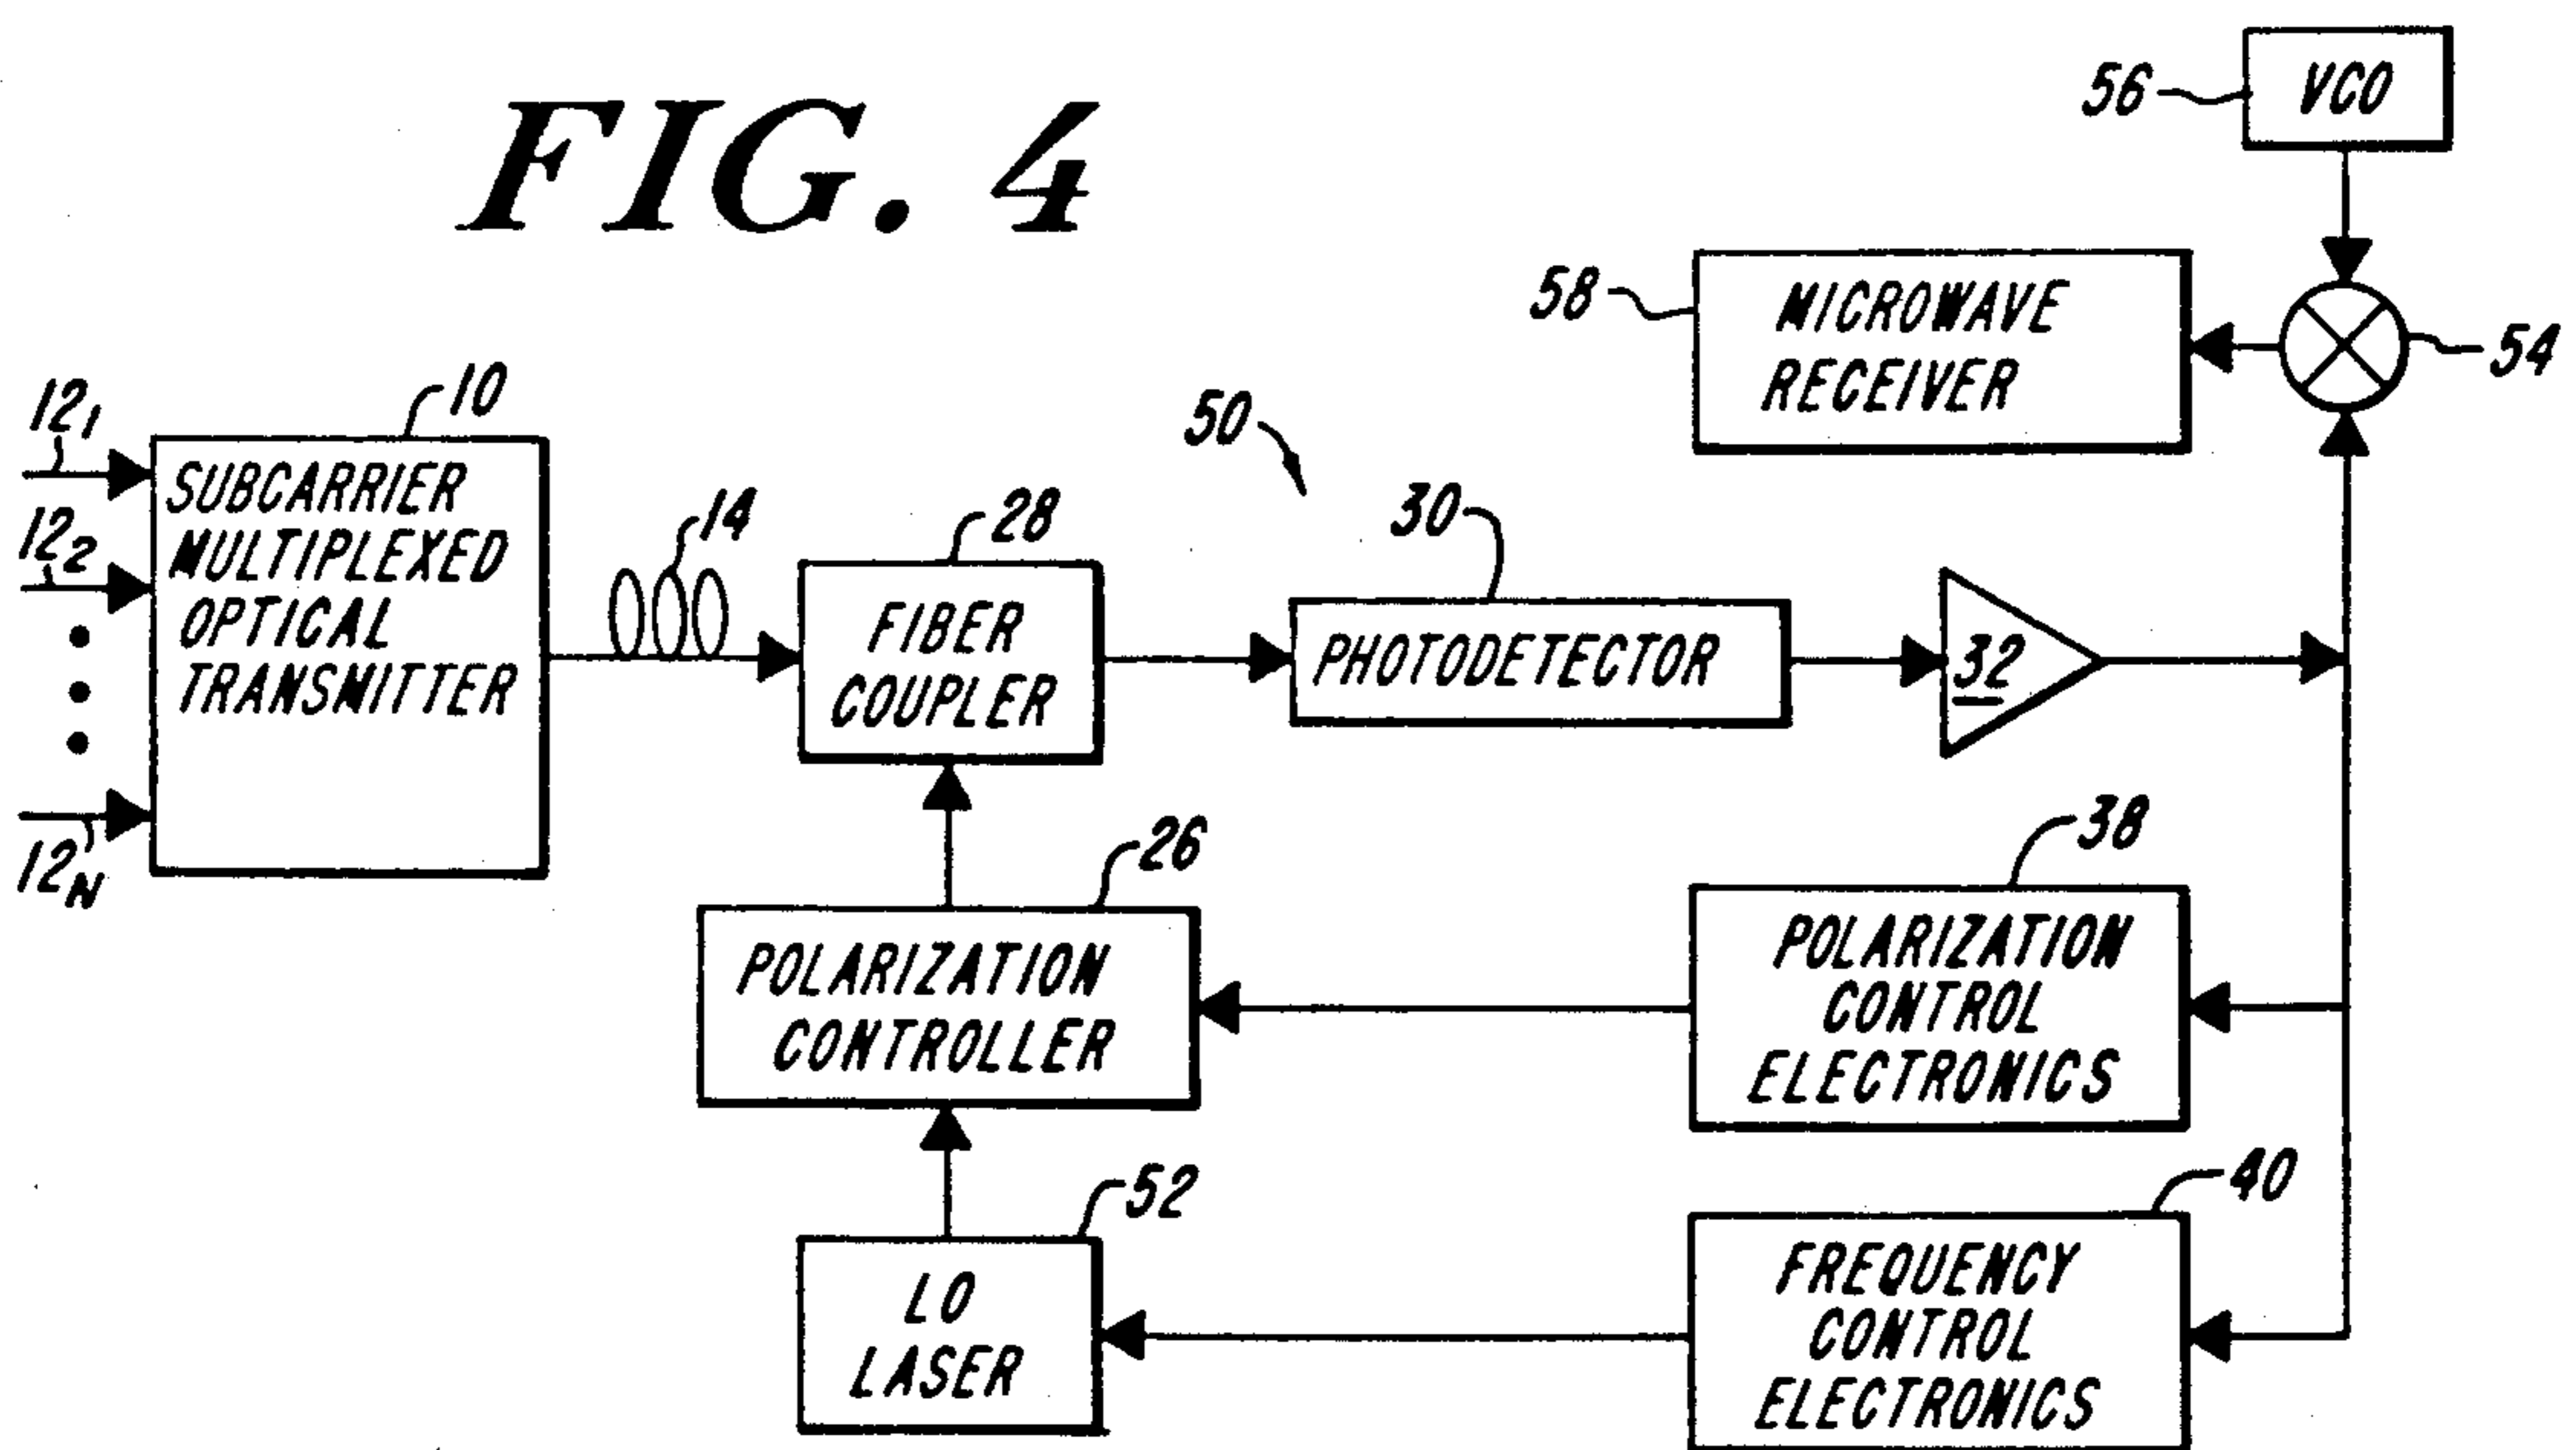 FIG. 4
56
VCO
58
MICROWAVE
RECEIVER
54
50
12₁
10
12₂
SUBCARRIER
MULTIPLEXED
OPTICAL
TRANSMITTER
12ₙ
14
28
FIBER
COUPLER
30
PHOTODETECTOR
32
26
POLARIZATION
CONTROLLER
38
POLARIZATION
CONTROL
ELECTRONICS
52
LO
LASER
40
FREQUENCY
CONTROL
ELECTRONICS